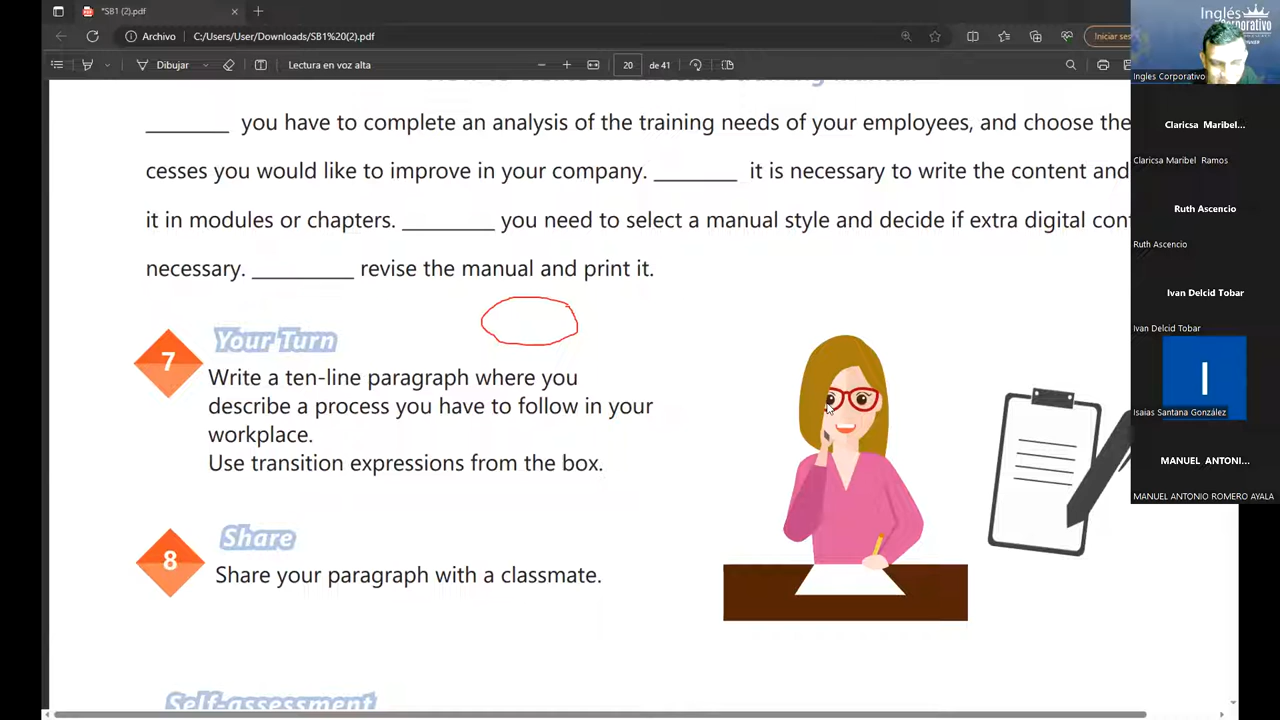 *SB1 (2).pdf
Archivo
C:/Users/User/Downloads/SB1%20(2).pdf
Iniciar ses
Dibujar
Lectura en voz alta
20
de 41
_______ you have to complete an analysis of the training needs of your employees, and choose the
cesses you would like to improve in your company. _______ it is necessary to write the content and
it in modules or chapters. ________ you need to select a manual style and decide if extra digital con
necessary. _________ revise the manual and print it.
7
Your Turn
Write a ten-line paragraph where you
describe a process you have to follow in your
workplace.
Use transition expressions from the box.
8
Share
Share your paragraph with a classmate.
Self-assessment
Inglés
Corporativo
Ingles Corporativo
Claricsa Maribel...
Claricsa Maribel Ramos
Ruth Ascencio
Ruth Ascencio
Ivan Delcid Tobar
Ivan Delcid Tobar
I
Isaias Santana González
MANUEL ANTONI...
MANUEL ANTONIO ROMERO AYALA